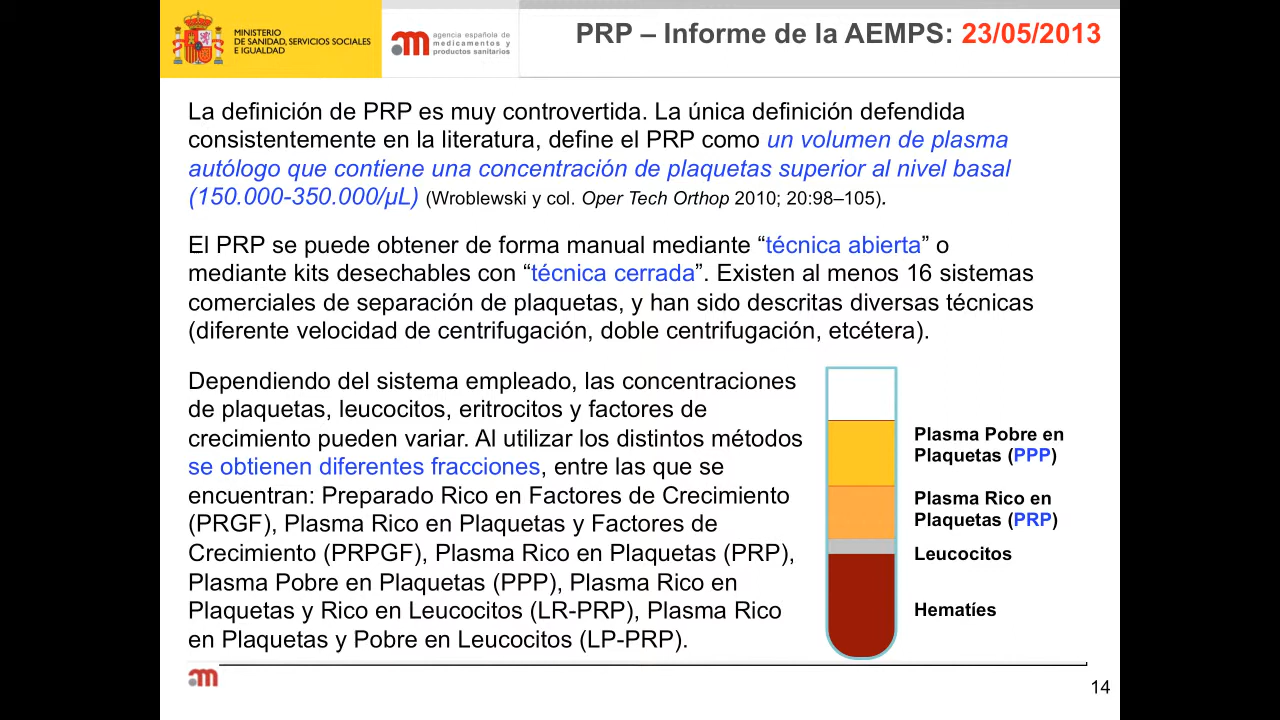 MINISTERIO
DE SANIDAD, SERVICIOS SOCIALES
E IGUALDAD
agencia española de
medicamentos y
productos sanitarios
PRP – Informe de la AEMPS: 23/05/2013
La definición de PRP es muy controvertida. La única definición defendida
consistentemente en la literatura, define el PRP como un volumen de plasma
autólogo que contiene una concentración de plaquetas superior al nivel basal
(150.000-350.000/µL) (Wroblewski y col. Oper Tech Orthop 2010; 20:98–105).
El PRP se puede obtener de forma manual mediante “técnica abierta” o
mediante kits desechables con “técnica cerrada”. Existen al menos 16 sistemas
comerciales de separación de plaquetas, y han sido descritas diversas técnicas
(diferente velocidad de centrifugación, doble centrifugación, etcétera).
Dependiendo del sistema empleado, las concentraciones
de plaquetas, leucocitos, eritrocitos y factores de
crecimiento pueden variar. Al utilizar los distintos métodos
se obtienen diferentes fracciones, entre las que se
encuentran: Preparado Rico en Factores de Crecimiento
(PRGF), Plasma Rico en Plaquetas y Factores de
Crecimiento (PRPGF), Plasma Rico en Plaquetas (PRP),
Plasma Pobre en Plaquetas (PPP), Plasma Rico en
Plaquetas y Rico en Leucocitos (LR-PRP), Plasma Rico
en Plaquetas y Pobre en Leucocitos (LP-PRP).
Plasma Pobre en
Plaquetas (PPP)
Plasma Rico en
Plaquetas (PRP)
Leucocitos
Hematíes
14